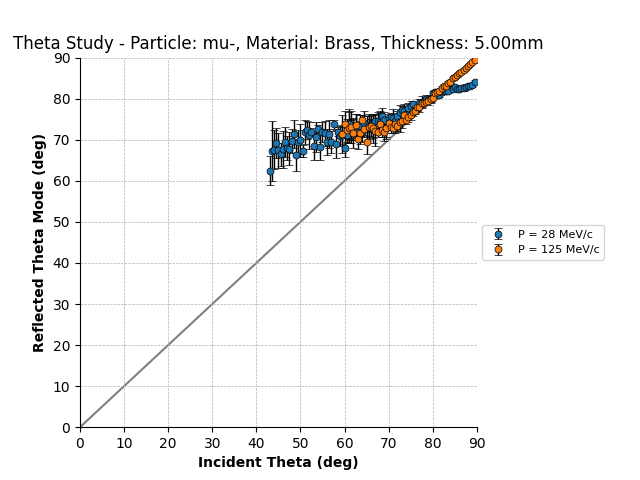 Theta Study - Particle: mu-, Material: Brass, Thickness: 5.00mm
Reflected Theta Mode (deg)
90
80
70
60
50
40
30
20
10
0
0 10 20 30 40 50 60 70 80 90
Incident Theta (deg)
P = 28 MeV/c
P = 125 MeV/c